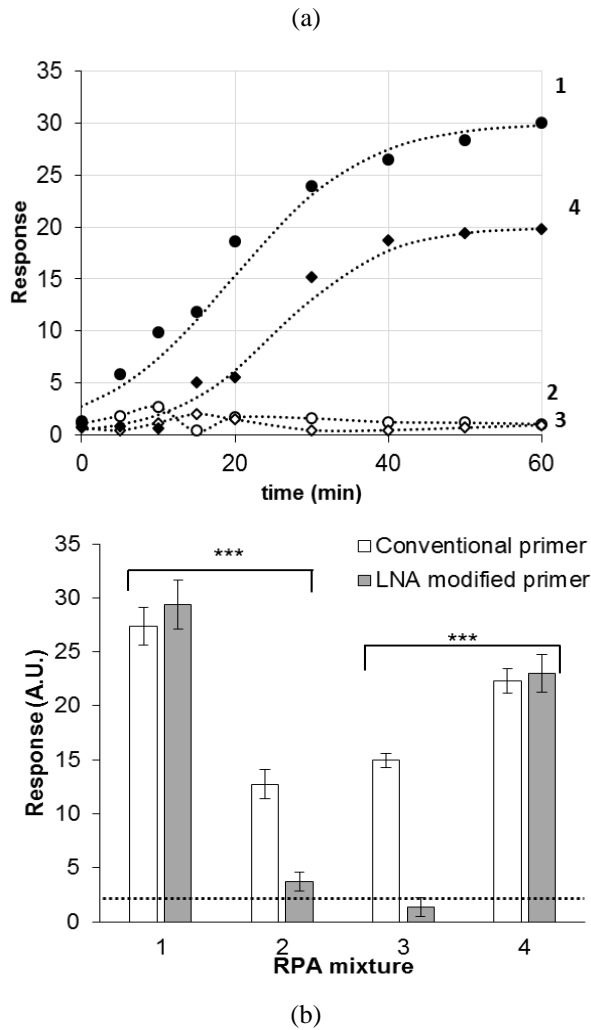 (a)
35
30
25
20
15
10
5
0
Response
1
4
2
3
0 20 40 60
time (min)
35
30
25
20
15
10
5
0
Response (A.U.)
Conventional primer
LNA modified primer
***
***
1 2 3 4
RPA mixture
(b)